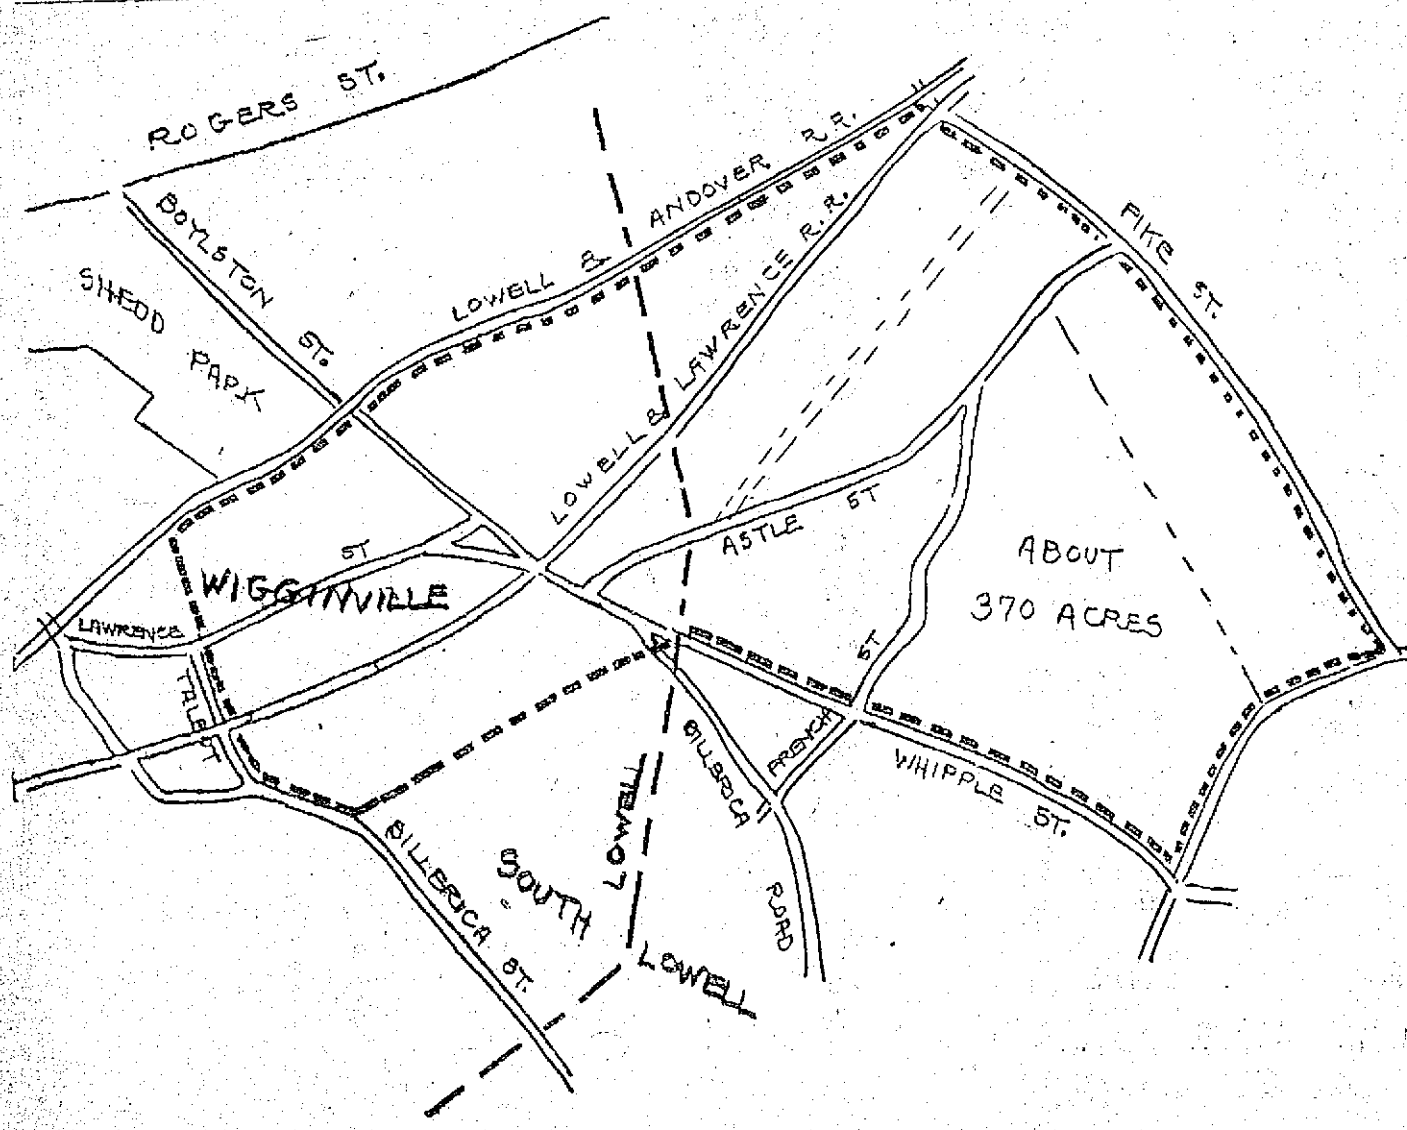 ROGERS ST.
BOYLSTON ST.
SHEDD PARK
LOWELL & ANDOVER R.R.
LOWELL & LAWRENCE R.R.
PIKE ST.
ASTLE ST
ST
WIGGINVILLE
LAWRENCE
TALBOT
ABOUT
370 ACRES
FRENCH ST
BILLERICA ROAD
WHIPPLE ST.
BILLERICA ST.
SOUTH LOWELL
LOWELL